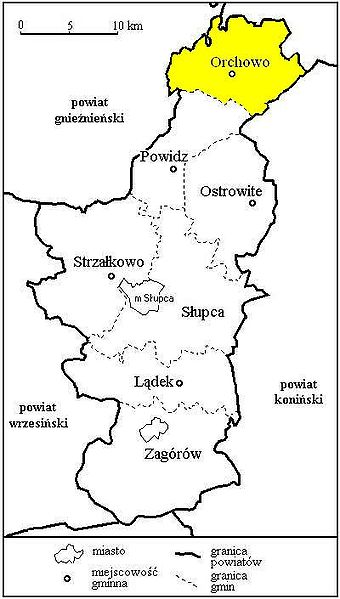 0 5 10 km
Orchowo
powiat
gnieźnieński
Powidz
Ostrowite
Strzałkowo
m Słupca
Słupca
Lądek
powiat
koniński
powiat
wrzesiński
Zagórów
miasto
granica
powiatów
miejscowość
gminna
granica
gmin